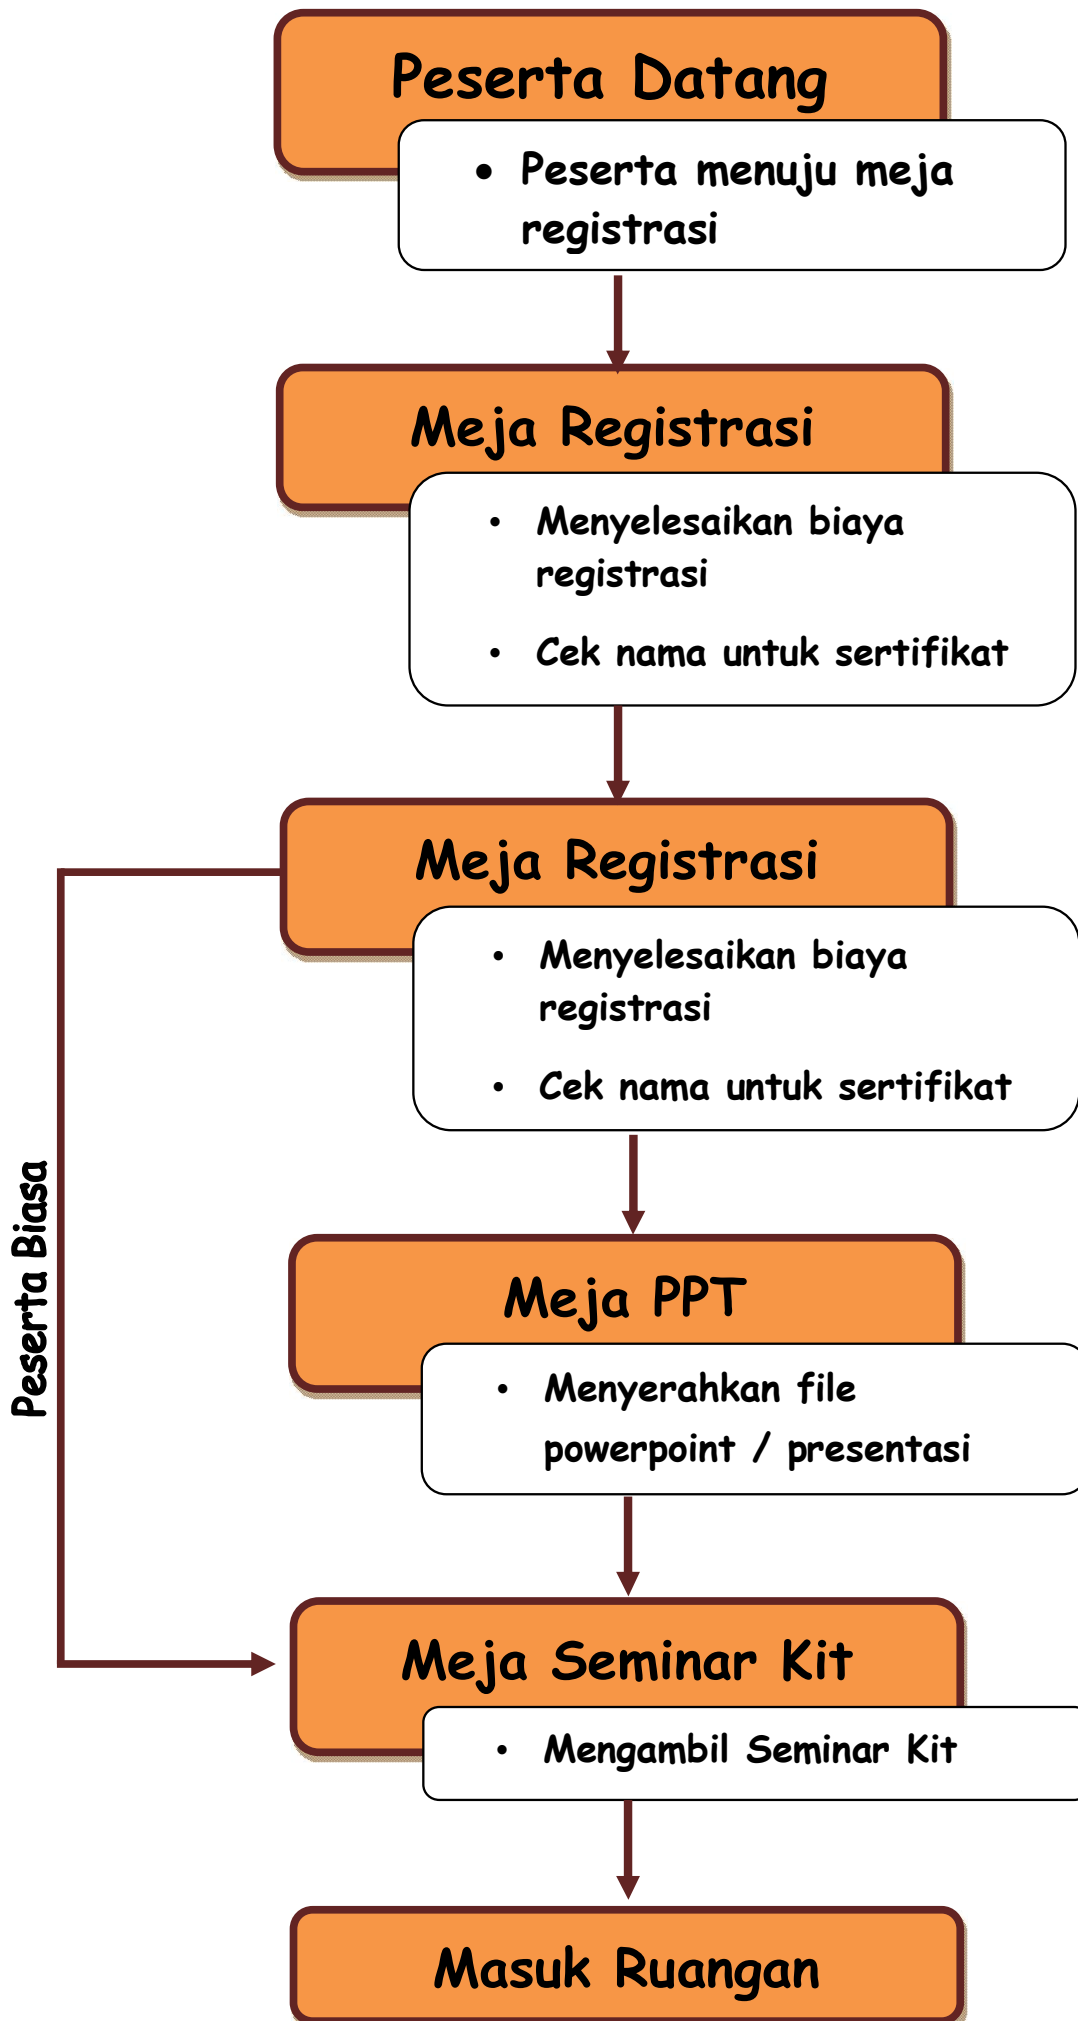 Peserta Datang
• Peserta menuju meja
registrasi
Meja Registrasi
• Menyelesaikan biaya
registrasi
• Cek nama untuk sertifikat
Meja Registrasi
• Menyelesaikan biaya
registrasi
• Cek nama untuk sertifikat
Peserta Biasa
Meja PPT
• Menyerahkan file
powerpoint / presentasi
Meja Seminar Kit
• Mengambil Seminar Kit
Masuk Ruangan